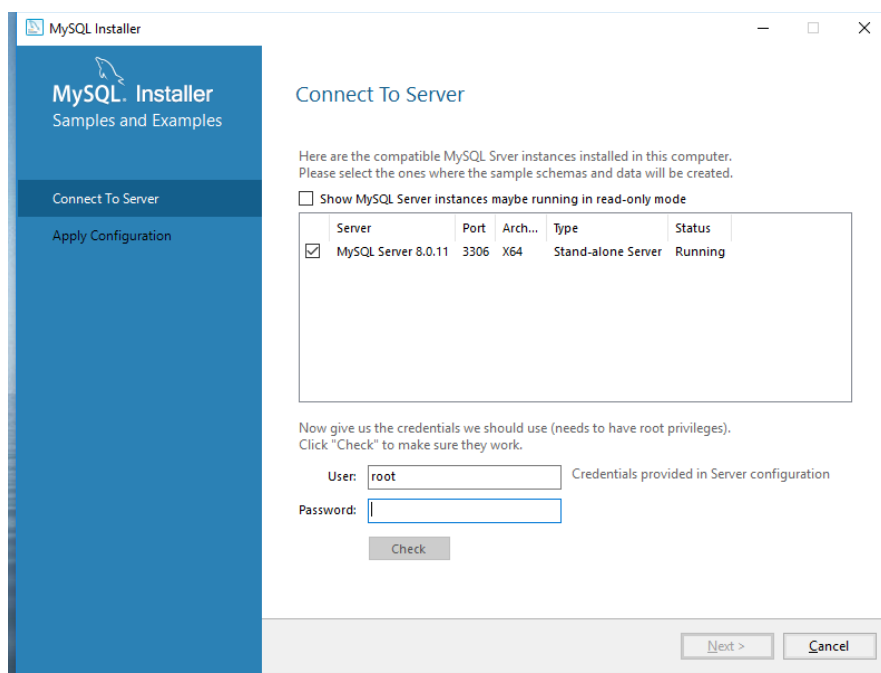 MySQL Installer
MySQL. Installer
Samples and Examples
Connect To Server
Apply Configuration
Connect To Server
Here are the compatible MySQL Srver instances installed in this computer.
Please select the ones where the sample schemas and data will be created.
Show MySQL Server instances maybe running in read-only mode
Server Port Arch... Type Status
MySQL Server 8.0.11 3306 X64 Stand-alone Server Running
Now give us the credentials we should use (needs to have root privileges).
Click "Check" to make sure they work.
User: root Credentials provided in Server configuration
Password:
Check
Next > Cancel